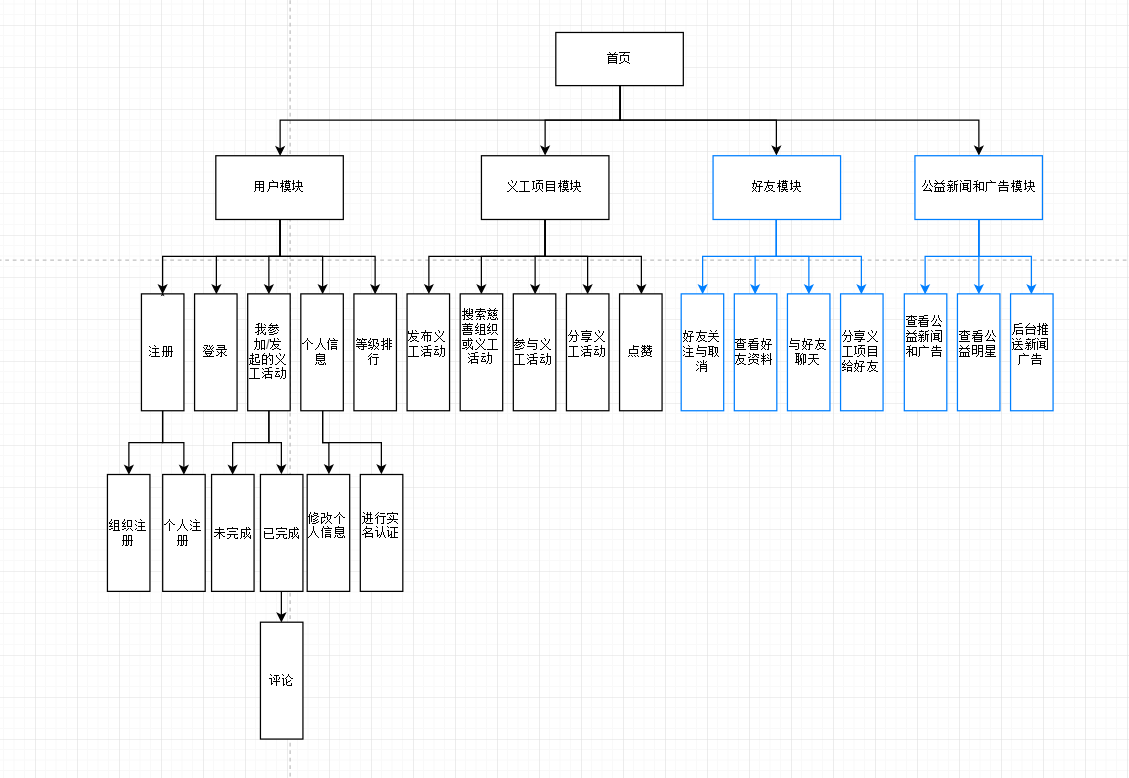 首页
用户模块
义工项目模块
好友模块
公益新闻和广告模块
注册
登录
我参
加/发
起的义
工活动
个人信
息
等级排
行
发布义
工活动
搜索慈
善组织
或义工
活动
参与义
工活动
分享义
工活动
点赞
好友关
注与取
消
查看好
友资料
与好友
聊天
分享义
工项目
给好友
查看公
益新闻
和广告
查看公
益明星
后台推
送新闻
广告
组织注
册
个人注
册
未完成
已完成
修改个
人信息
进行实
名认证
评论